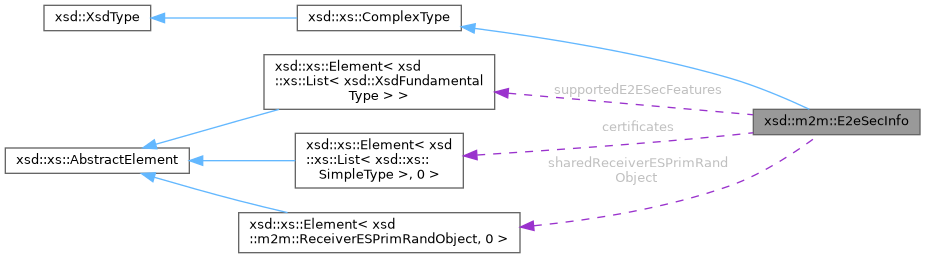 xsd::XsdType
xsd::xs::ComplexType
xsd::xs::Element< xsd
::xs::List< xsd::XsdFundamental
Type > >
supportedE2ESecFeatures
xsd::m2m::E2eSecInfo
certificates
xsd::xs::Element< xsd
::xs::List< xsd::xs::
SimpleType >, 0 >
xsd::xs::AbstractElement
sharedReceiverESPrimRand
Object
xsd::xs::Element< xsd
::m2m::ReceiverESPrimRandObject, 0 >